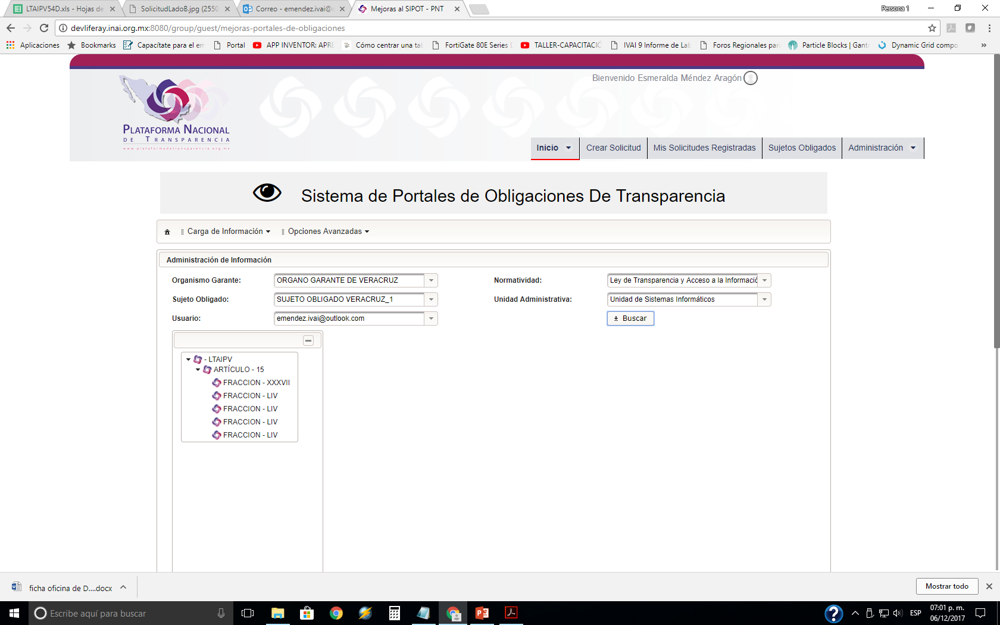 LTAIPV54D.xls - Hojas de
SolicitudLadoB.jpg (2550
Correo - emendez.ivai@o
Mejoras al SIPOT - PNT
Persona 1
devliferay.inai.org.mx:8080/group/guest/mejoras-portales-de-obligaciones
Aplicaciones
Bookmarks
Capacítate para el em
Portal
APP INVENTOR: APRE
Cómo centrar una tab
FortiGate 80E Series
TALLER-CAPACITACIÓ
IVAI 9 Informe de Lab
Foros Regionales par
Particle Blocks | Gant
Dynamic Grid compo
»
Bienvenido Esmeralda Méndez Aragón
PLATAFORMA NACIONAL
DE TRANSPARENCIA
www.plataformadetransparencia.org.mx
Inicio
Crear Solicitud
Mis Solicitudes Registradas
Sujetos Obligados
Administración
Sistema de Portales de Obligaciones De Transparencia
Carga de Información
Opciones Avanzadas
Administración de Información
Organismo Garante:
ORGANO GARANTE DE VERACRUZ
Normatividad:
Ley de Transparencia y Acceso a la Informació
Sujeto Obligado:
SUJETO OBLIGADO VERACRUZ_1
Unidad Administrativa:
Unidad de Sistemas Informáticos
Usuario:
emendez.ivai@outlook.com
Buscar
- LTAIPV
ARTÍCULO - 15
FRACCION - XXXVII
FRACCION - LIV
FRACCION - LIV
FRACCION - LIV
FRACCION - LIV
ficha oficina de D....docx
Mostrar todo
Escribe aquí para buscar
ESP
07:01 p. m.
06/12/2017